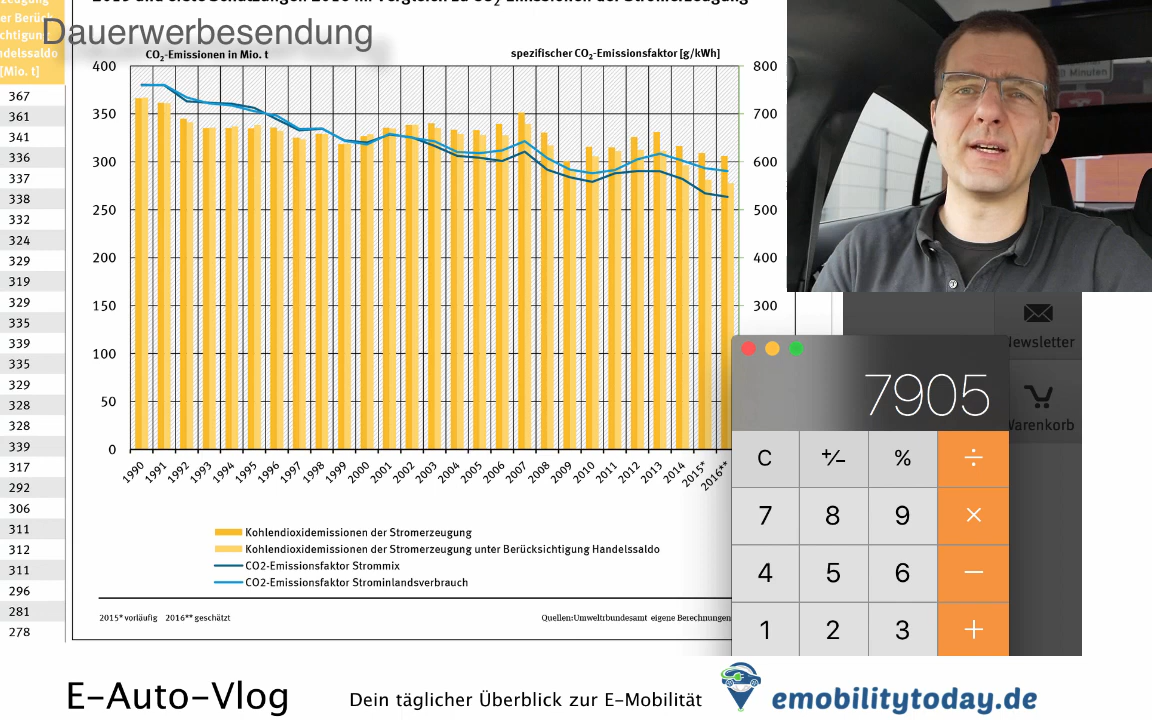 Dauerwerbesendung
[Mio. t]
CO2-Emissionen in Mio. t
spezifischer CO2-Emissionsfaktor [g/kWh]
400
350
300
250
200
150
100
50
0
800
700
600
500
400
300
367
361
341
336
337
338
332
324
329
319
329
335
339
335
329
328
328
339
317
292
306
311
312
311
296
281
278
1990 1991 1992 1993 1994 1995 1996 1997 1998 1999 2000 2001 2002 2003 2004 2005 2006 2007 2008 2009 2010 2011 2012 2013 2014 2015* 2016**
Kohlendioxidemissionen der Stromerzeugung
Kohlendioxidemissionen der Stromerzeugung unter Berücksichtigung Handelssaldo
CO2-Emissionsfaktor Strommix
CO2-Emissionsfaktor Strominlandsverbrauch
2015* vorläufig 2016** geschätzt
Quellen:Umweltbundesamt eigene Berechnungen
Minuten
Newsletter
Warenkorb
7905
C +/- % ÷
7 8 9 ×
4 5 6 −
1 2 3 +
E-Auto-Vlog
Dein täglicher Überblick zur E-Mobilität
emobilitytoday.de